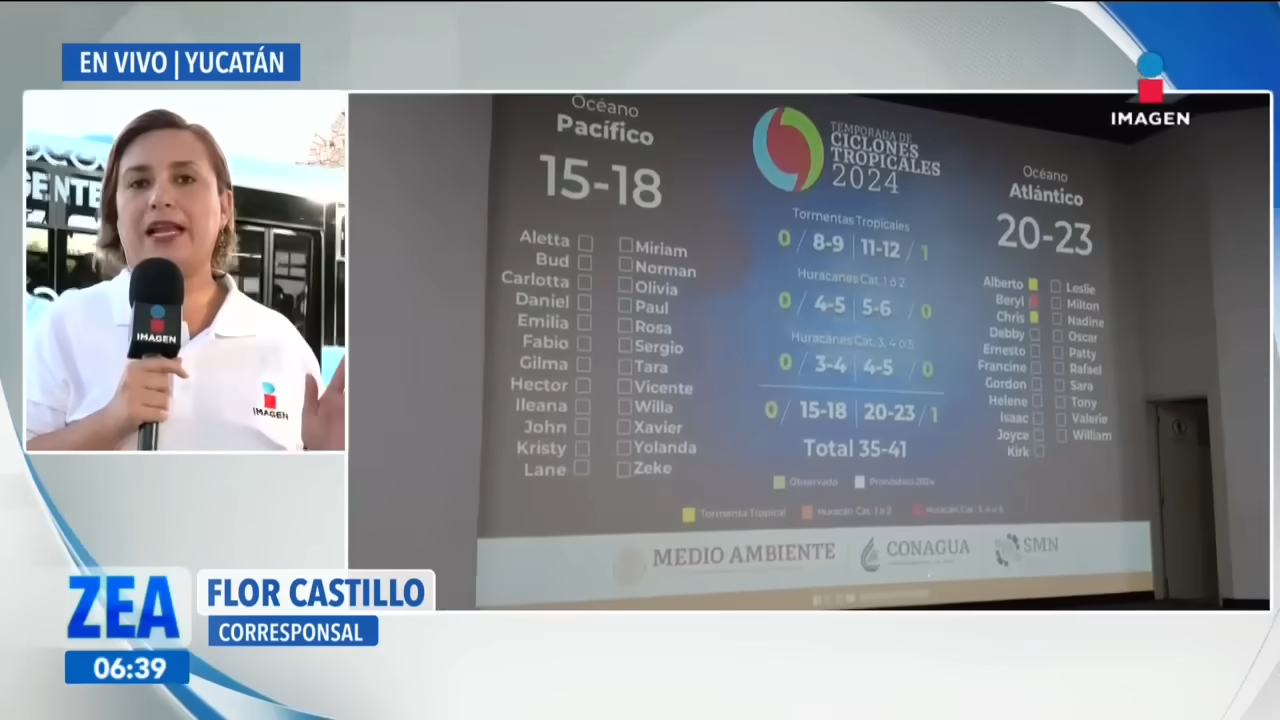 EN VIVO | YUCATÁN
IMAGEN
GENTE
IMAGEN
IMAGEN
Océano
Pacífico
15-18
Aletta
Bud
Carlotta
Daniel
Emilia
Fabio
Gilma
Hector
Ileana
John
Kristy
Lane
Miriam
Norman
Olivia
Paul
Rosa
Sergio
Tara
Vicente
Willa
Xavier
Yolanda
Zeke
TEMPORADA DE
CICLONES
TROPICALES
2024
Tormentas Tropicales
0 / 8-9 | 11-12 / 1
Huracanes Cat. 1 ó 2
0 / 4-5 | 5-6 / 0
Huracanes Cat. 3, 4 ó 5
0 / 3-4 | 4-5 / 0
0 / 15-18 | 20-23 / 1
Total 35-41
Observado
Pronóstico 2024
Tormenta Tropical
Huracán Cat. 1 ó 2
Océano
Atlántico
20-23
Alberto
Beryl
Chris
Debby
Ernesto
Francine
Gordon
Helene
Isaac
Joyce
Kirk
Leslie
Milton
Nadine
Oscar
Patty
Rafael
Sara
Tony
Valerie
William
MEDIO AMBIENTE
CONAGUA
SMN
ZEA
06:39
FLOR CASTILLO
CORRESPONSAL